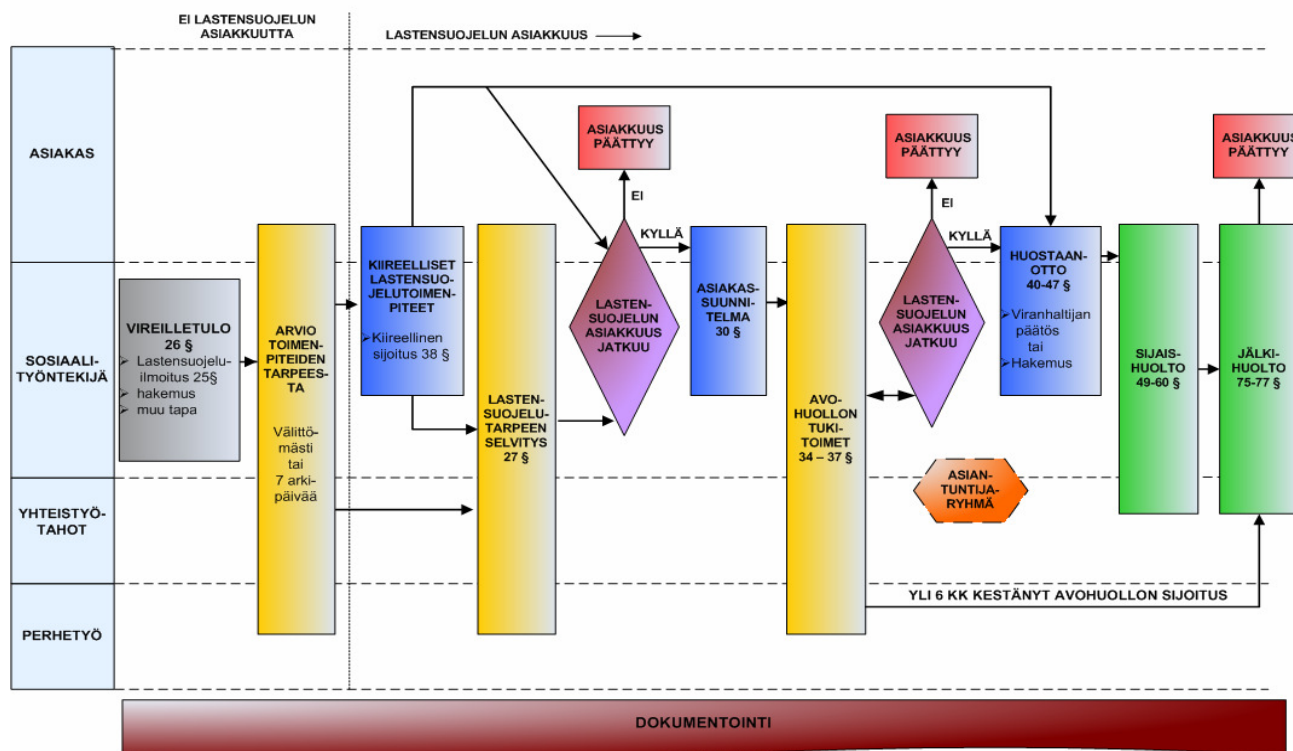 EI LASTENSUOJELUN
ASIAKKUUTTA
LASTENSUOJELUN ASIAKKUUS
ASIAKAS
SOSIAALI-
TYÖNTEKIJÄ
YHTEISTYÖ-
TAHOT
PERHETYÖ
VIREILLETULO
26 §
Lastensuojelu-
ilmoitus 25§
hakemus
muu tapa
ARVIO
TOIMEN-
PITEIDEN
TARPEES-
TA
Välittö-
mästi
tai
7 arki-
päivää
KIIREELLISET
LASTENSUO-
JELUTOIMEN-
PITEET
Kiireellinen
sijoitus 38 §
LASTEN-
SUOJELU-
TARPEEN
SELVITYS
27 §
ASIAKKUUS
PÄÄTTYY
EI
KYLLÄ
LASTEN-
SUOJELUN
ASIAKKUUS
JATKUU
ASIAKAS-
SUUNNI-
TELMA
30 §
AVO-
HUOLLON
TUKI-
TOIMET
34 – 37 §
ASIAKKUUS
PÄÄTTYY
EI
KYLLÄ
LASTEN-
SUOJELUN
ASIAKKUUS
JATKUU
ASIAN-
TUNTIJA-
RYHMÄ
HUOSTAAN-
OTTO
40-47 §
Viranhaltijan
päätös
tai
Hakemus
SIJAIS-
HUOLTO
49-60 §
ASIAKKUUS
PÄÄTTYY
JÄLKI-
HUOLTO
75-77 §
YLI 6 KK KESTÄNYT AVOHUOLLON SIJOITUS
DOKUMENTOINTI